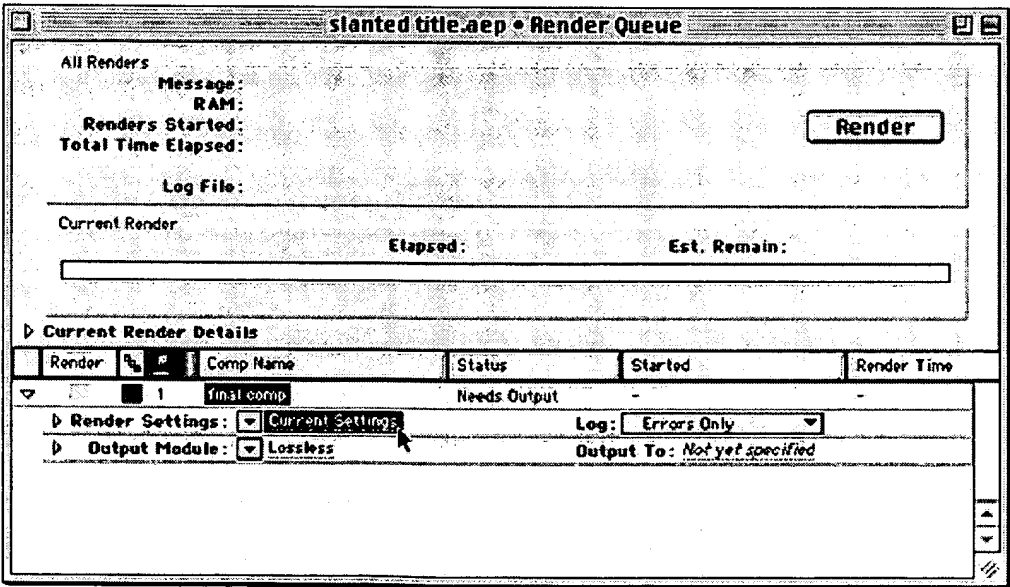 slanted title.aep • Render Queue
All Renders
Message:
RAM:
Renders Started:
Total Time Elapsed:
Render
Log File:
Current Render
Elapsed: Est. Remain:
Current Render Details
Render # Comp Name Status Started Render Time
1 final comp Needs Output - -
Render Settings: Current Settings Log: Errors Only
Output Module: Lossless Output To: Not yet specified